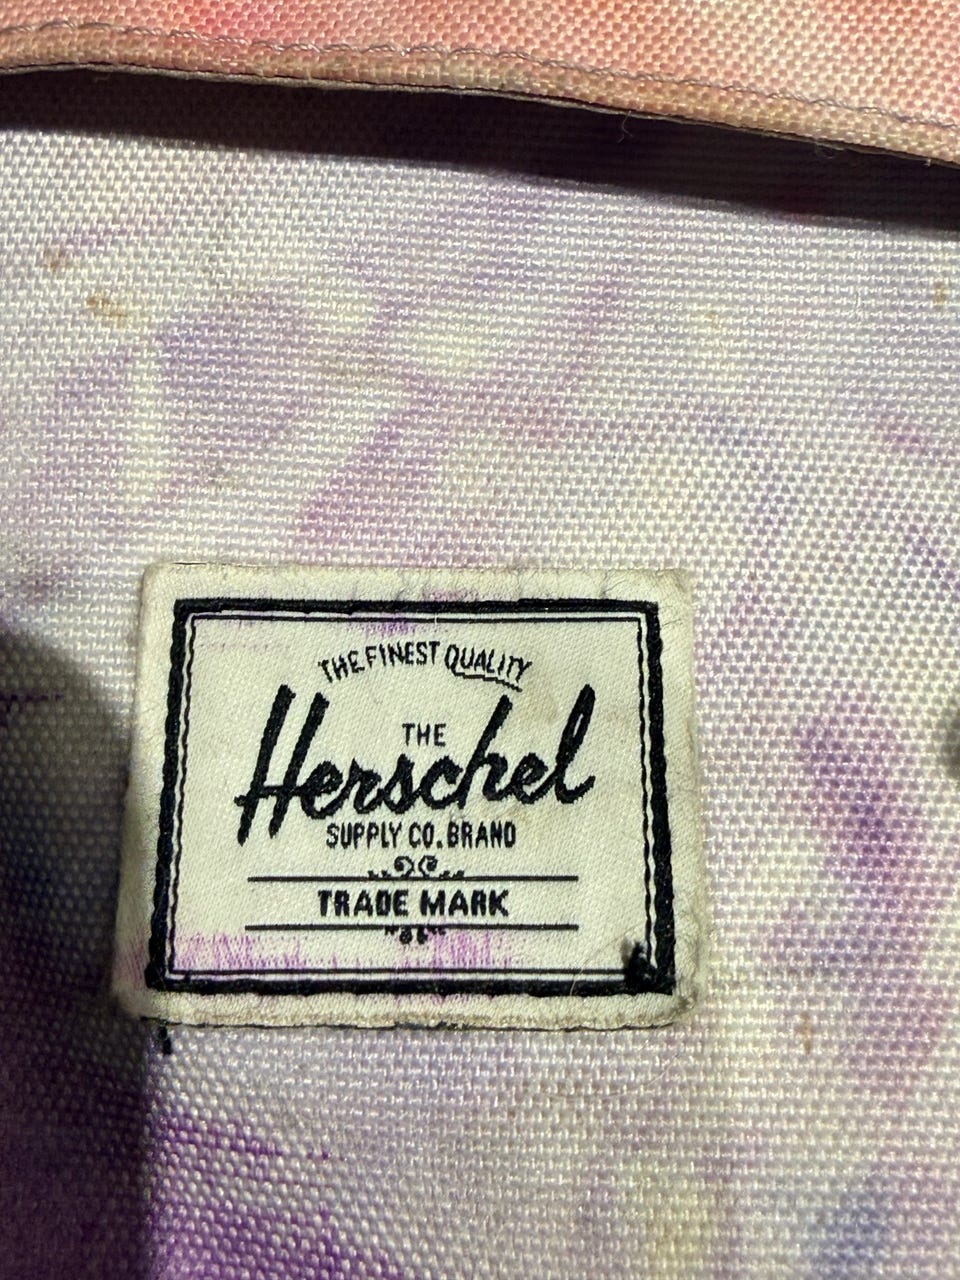 THE FINEST QUALITY
THE
Herschel
SUPPLY CO. BRAND
TRADE MARK